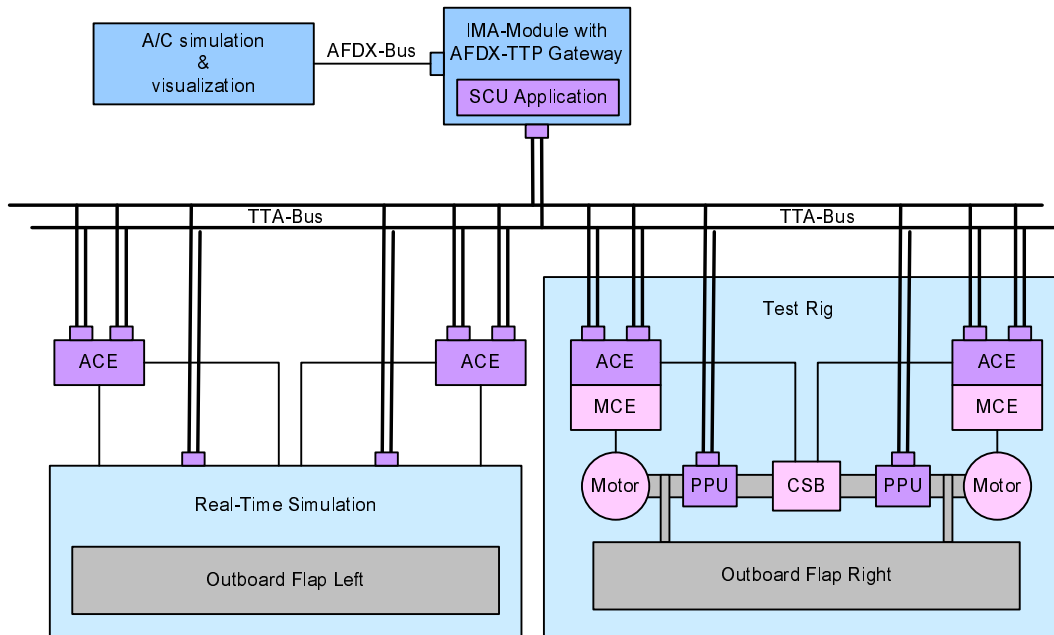 A/C simulation
&
visualization
AFDX-Bus
IMA-Module with
AFDX-TTP Gateway
SCU Application
TTA-Bus
TTA-Bus
Test Rig
ACE
ACE
ACE
MCE
ACE
MCE
Motor
PPU
CSB
PPU
Motor
Real-Time Simulation
Outboard Flap Left
Outboard Flap Right